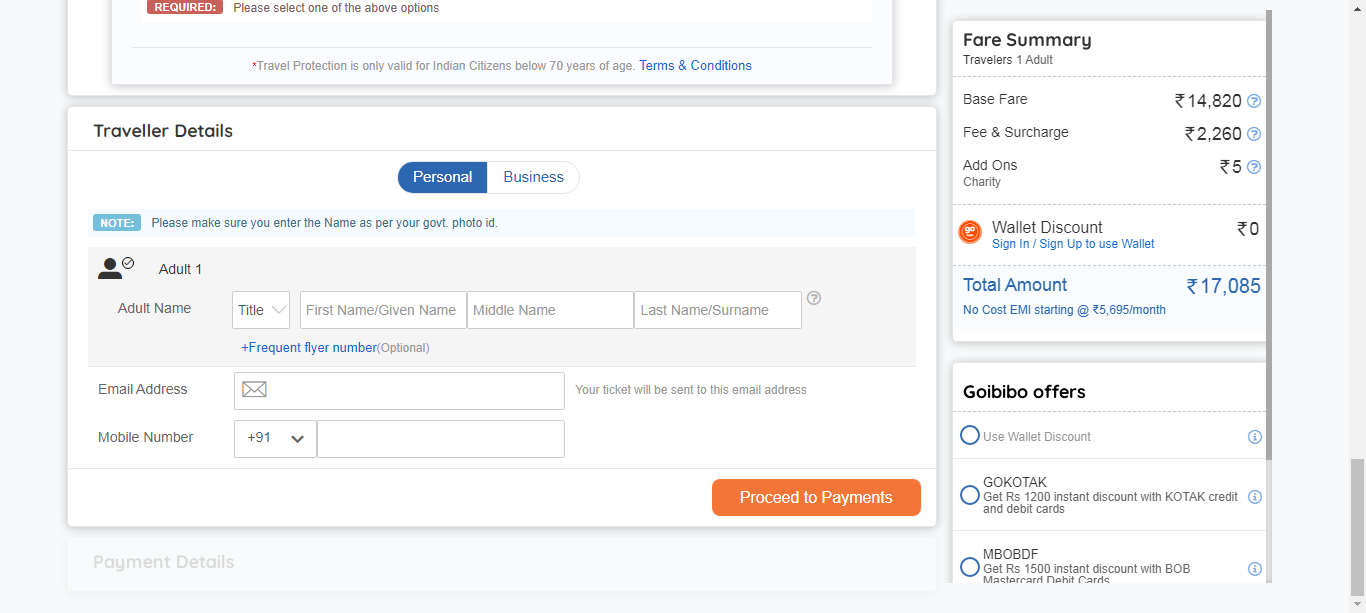 REQUIRED: Please select one of the above options
*Travel Protection is only valid for Indian Citizens below 70 years of age. Terms & Conditions
Traveller Details
Personal Business
NOTE: Please make sure you enter the Name as per your govt. photo id.
Adult 1
Adult Name Title First Name/Given Name Middle Name Last Name/Surname ?
+Frequent flyer number(Optional)
Email Address Your ticket will be sent to this email address
Mobile Number +91
Proceed to Payments
Payment Details
Fare Summary
Travelers 1 Adult
Base Fare ₹14,820 ?
Fee & Surcharge ₹2,260 ?
Add Ons ₹5 ?
Charity
go Wallet Discount ₹0
Sign In / Sign Up to use Wallet
Total Amount ₹17,085
No Cost EMI starting @ ₹5,695/month
Goibibo offers
Use Wallet Discount i
GOKOTAK
Get Rs 1200 instant discount with KOTAK credit i
and debit cards
MBOBDF
Get Rs 1500 instant discount with BOB i
Mastercard Debit Cards